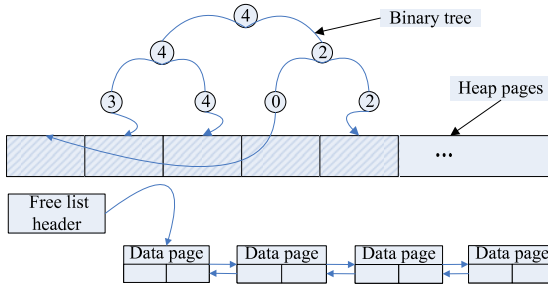 4
Binary tree
4
2
3
4
0
2
Heap pages
...
Free list
header
Data page
Data page
Data page
Data page